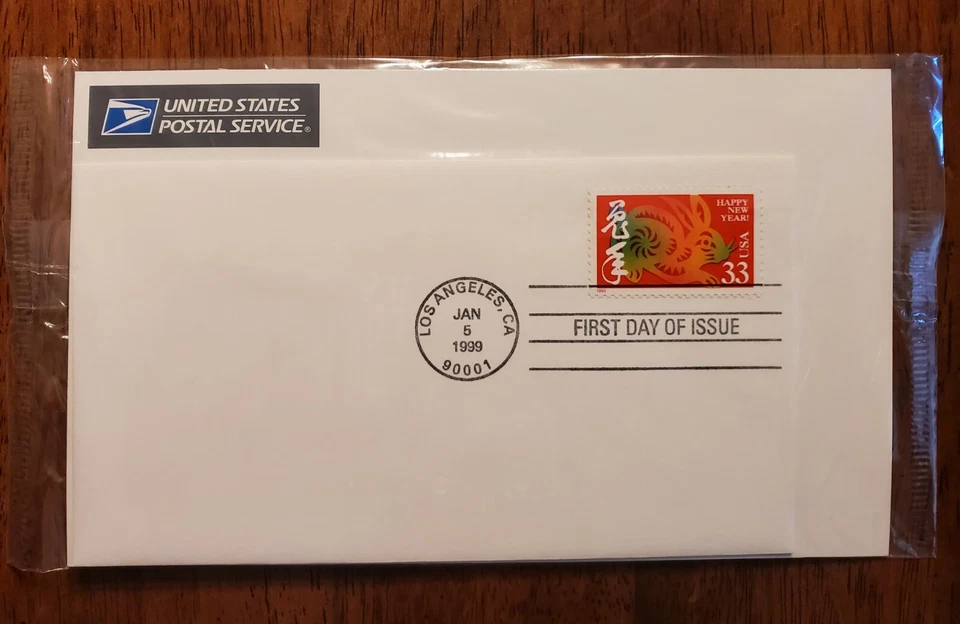 UNITED STATES
POSTAL SERVICE®
兔年
HAPPY
NEW
YEAR!
USA
33
LOS ANGELES, CA
JAN
5
1999
90001
FIRST DAY OF ISSUE